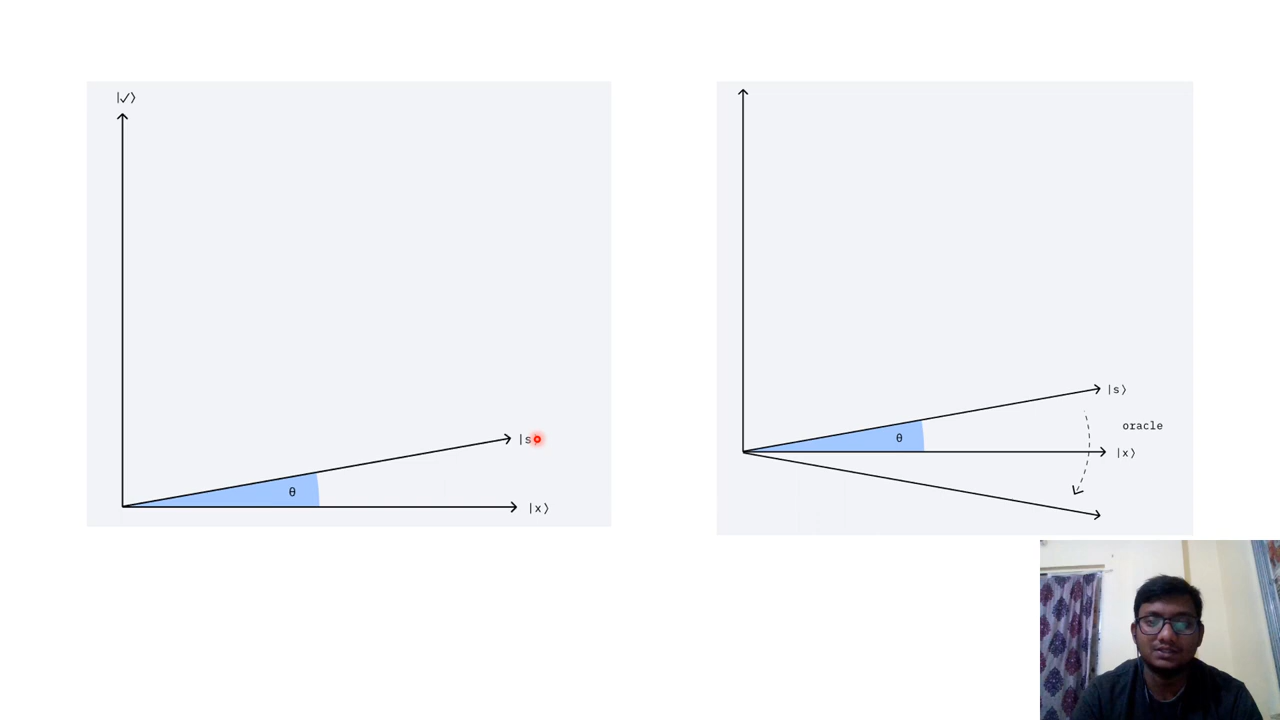 |✓⟩
|s
θ
|x⟩
|s⟩
oracle
θ
|x⟩